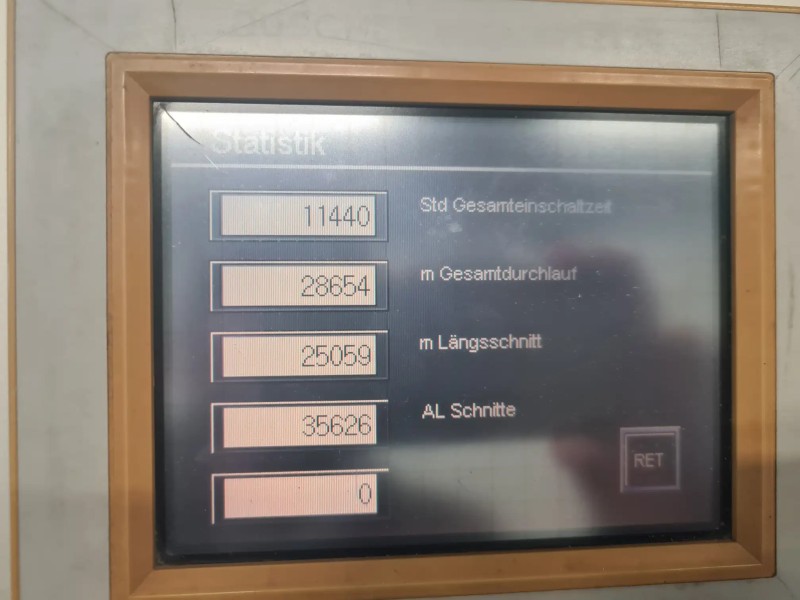 Statistik
11440 Std Gesamteinschaltzeit
28654 m Gesamtdurchlauf
25059 m Längsschnitt
35626 AL Schnitte
0
RET